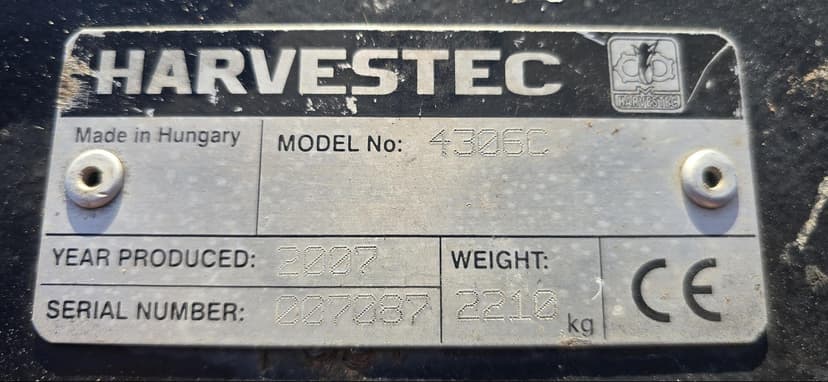 HARVESTEC
HARVESTEC
Made in Hungary
MODEL No: 4306C
YEAR PRODUCED: 2007
WEIGHT: 2210 kg
SERIAL NUMBER: 007087
CE